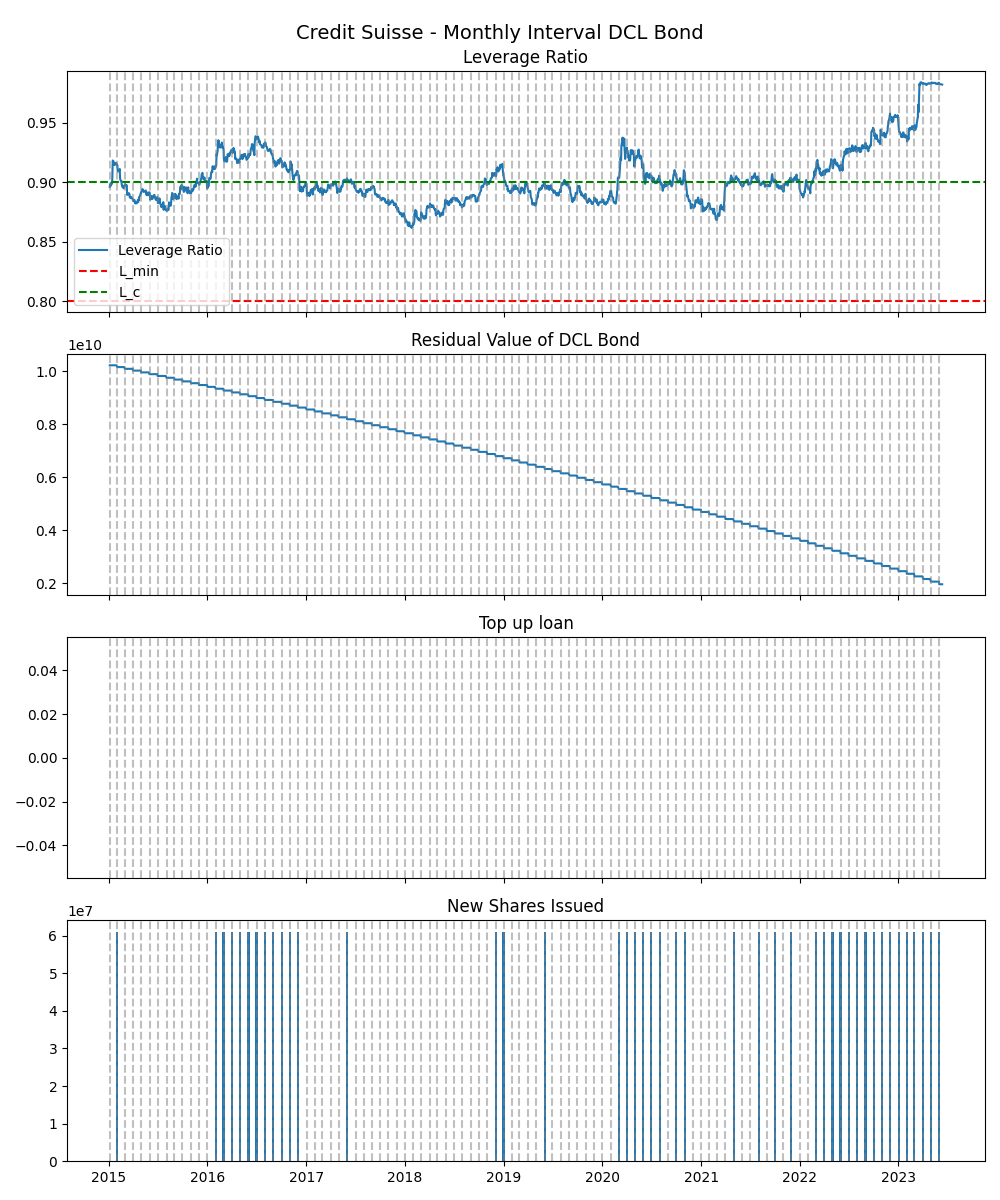 Credit Suisse - Monthly Interval DCL Bond
Leverage Ratio
0.95
0.90
0.85
0.80
Leverage Ratio
L_min
L_c
Residual Value of DCL Bond
1e10
1.0
0.8
0.6
0.4
0.2
Top up loan
0.04
0.02
0.00
−0.02
−0.04
New Shares Issued
1e7
6
5
4
3
2
1
0
2015 2016 2017 2018 2019 2020 2021 2022 2023